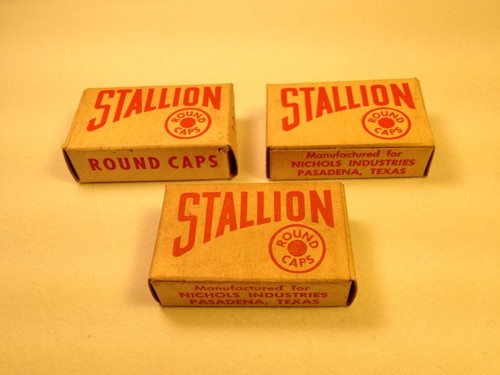 STALLION
ROUND
CAPS
ROUND CAPS
STALLION
ROUND
CAPS
Manufactured for
NICHOLS INDUSTRIES
PASADENA, TEXAS
STALLION
ROUND
CAPS
Manufactured for
NICHOLS INDUSTRIES
PASADENA, TEXAS